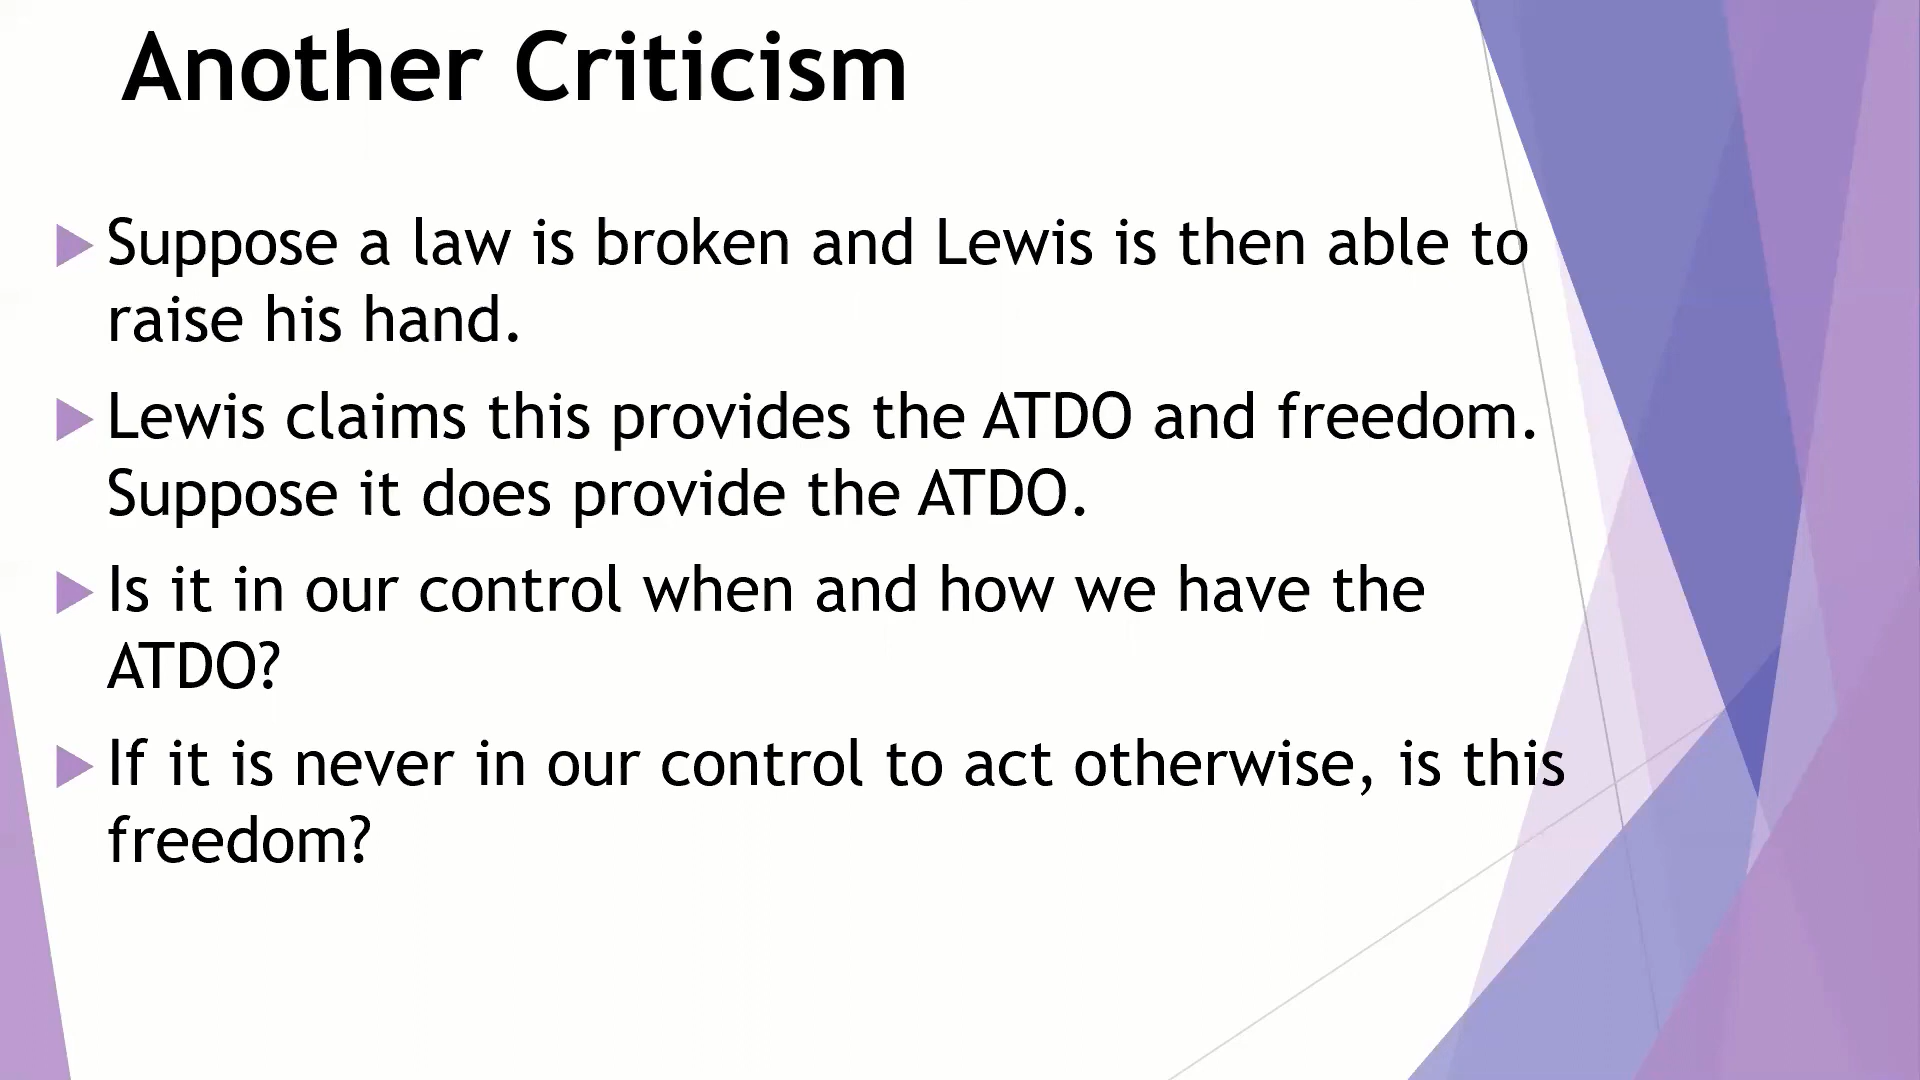 Another Criticism
Suppose a law is broken and Lewis is then able to
raise his hand.
Lewis claims this provides the ATDO and freedom.
Suppose it does provide the ATDO.
Is it in our control when and how we have the
ATDO?
If it is never in our control to act otherwise, is this
freedom?